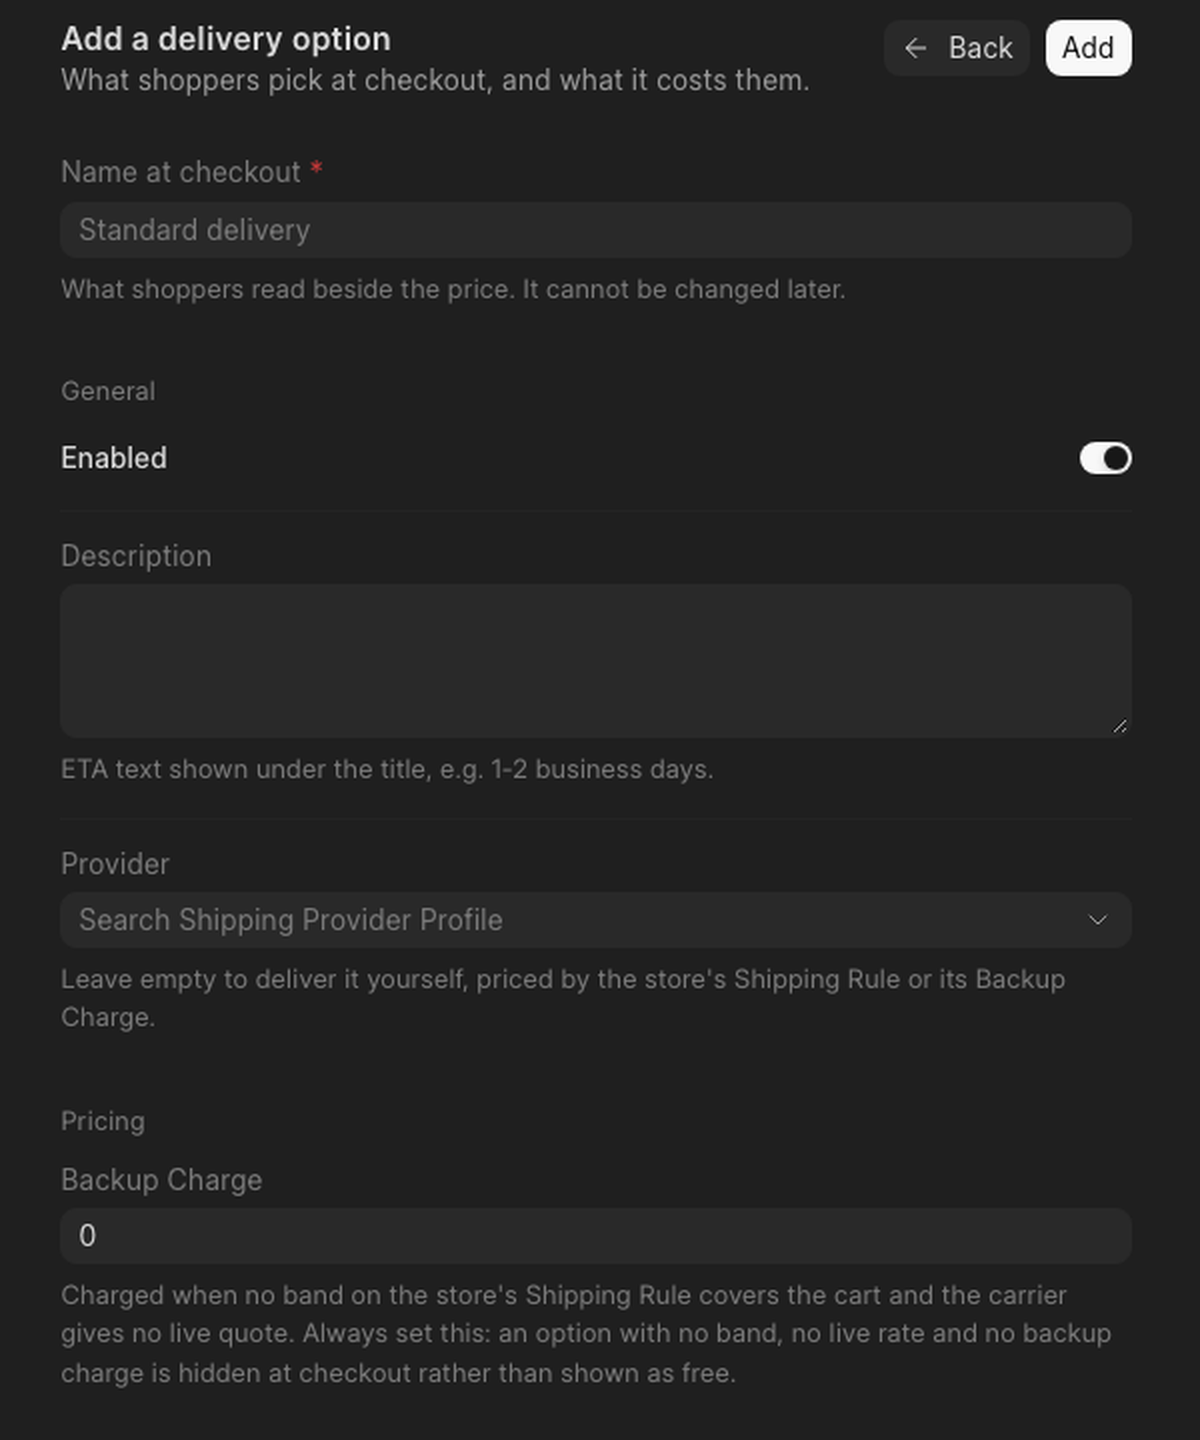 Add a delivery option
Back
Add
What shoppers pick at checkout, and what it costs them.
Name at checkout *
Standard delivery
What shoppers read beside the price. It cannot be changed later.
General
Enabled
Description
ETA text shown under the title, e.g. 1-2 business days.
Provider
Search Shipping Provider Profile
Leave empty to deliver it yourself, priced by the store's Shipping Rule or its Backup
Charge.
Pricing
Backup Charge
0
Charged when no band on the store's Shipping Rule covers the cart and the carrier
gives no live quote. Always set this: an option with no band, no live rate and no backup
charge is hidden at checkout rather than shown as free.